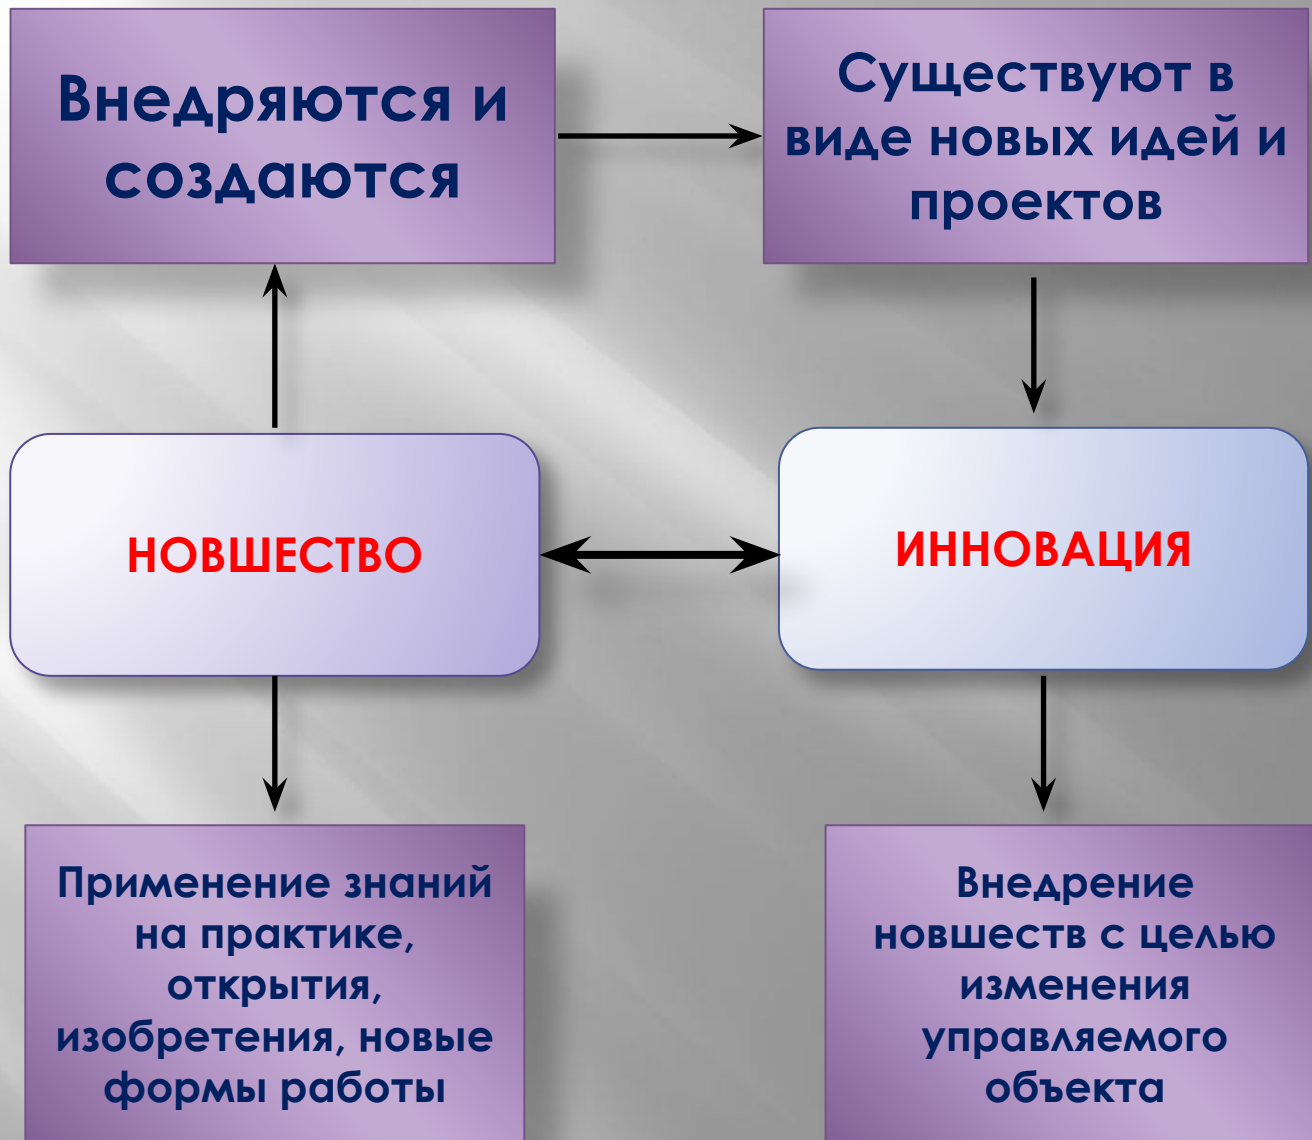 Внедряются и
создаются
Существуют в
виде новых идей и
проектов
НОВШЕСТВО
ИННОВАЦИЯ
Применение знаний
на практике,
открытия,
изобретения, новые
формы работы
Внедрение
новшеств с целью
изменения
управляемого
объекта